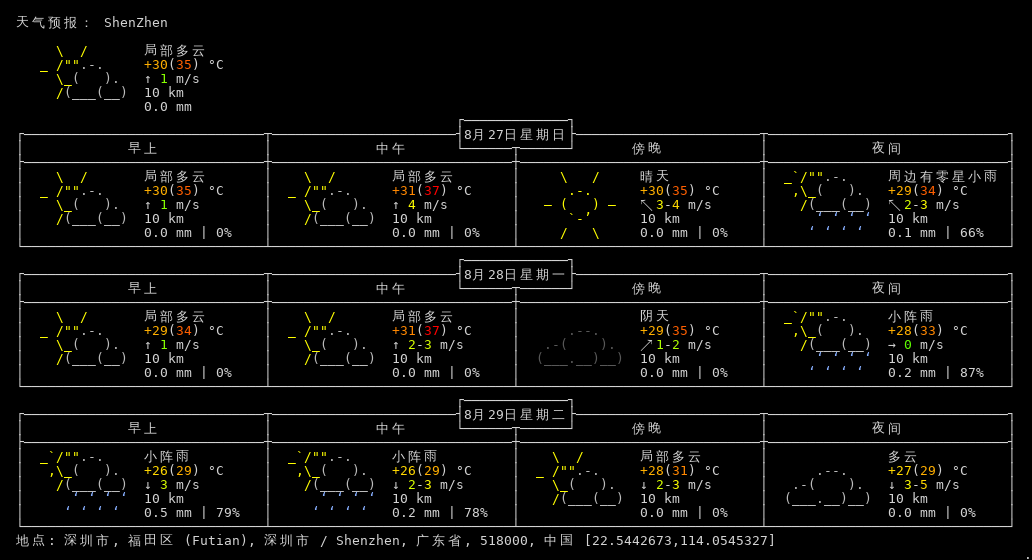 天气预报： ShenZhen
局部多云
+30(35) °C
↑ 1 m/s
10 km
0.0 mm
8月27日星期日
早上 中午 傍晚 夜间
局部多云 局部多云 晴天 周边有零星小雨
+30(35) °C +31(37) °C +30(35) °C +29(34) °C
↑ 1 m/s ↑ 4 m/s ↖ 3-4 m/s ↖ 2-3 m/s
10 km 10 km 10 km 10 km
0.0 mm | 0% 0.0 mm | 0% 0.0 mm | 0% 0.1 mm | 66%
8月28日星期一
早上 中午 傍晚 夜间
局部多云 局部多云 阴天 小阵雨
+29(34) °C +31(37) °C +29(35) °C +28(33) °C
↑ 1 m/s ↑ 2-3 m/s ↗ 1-2 m/s → 0 m/s
10 km 10 km 10 km 10 km
0.0 mm | 0% 0.0 mm | 0% 0.0 mm | 0% 0.2 mm | 87%
8月29日星期二
早上 中午 傍晚 夜间
小阵雨 小阵雨 局部多云 多云
+26(29) °C +26(29) °C +28(31) °C +27(29) °C
↓ 3 m/s ↓ 2-3 m/s ↓ 2-3 m/s ↓ 3-5 m/s
10 km 10 km 10 km 10 km
0.5 mm | 79% 0.2 mm | 78% 0.0 mm | 0% 0.0 mm | 0%
地点: 深圳市, 福田区 (Futian), 深圳市 / Shenzhen, 广东省, 518000, 中国 [22.5442673,114.0545327]